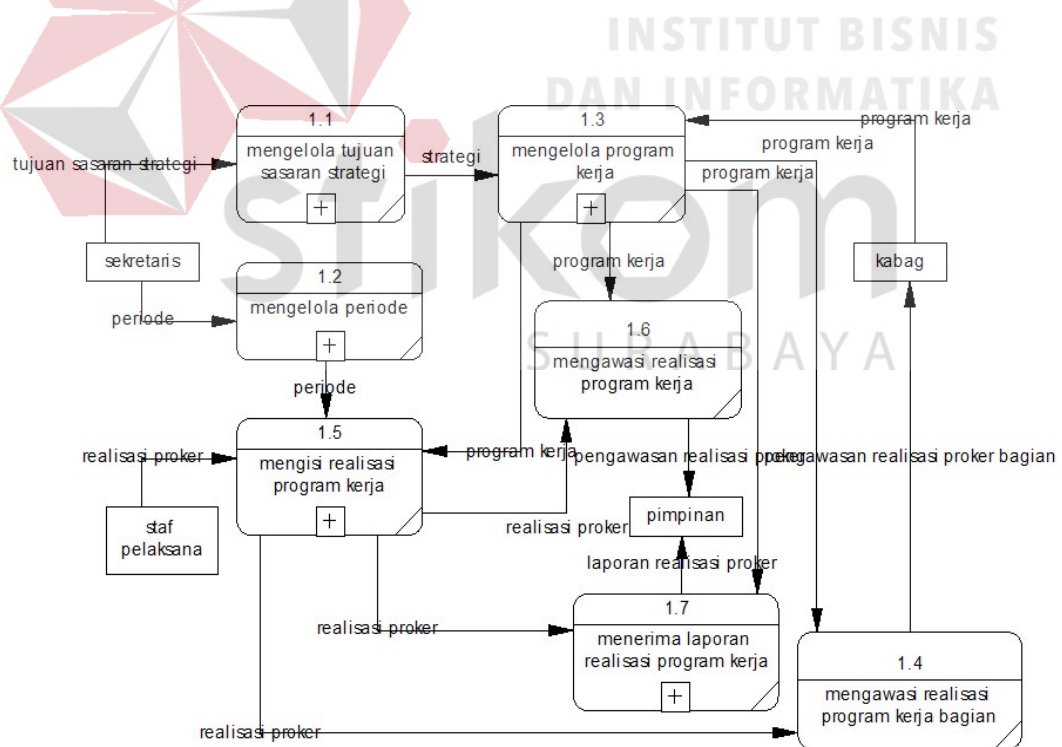 INSTITUT BISNIS
DAN INFORMATIKA
stikom
SURABAYA
1.1
mengelola tujuan
sasaran strategi
+
tujuan sasaran strategi
strategi
1.3
mengelola program
kerja
+
program kerja
program kerja
program kerja
sekretaris
kabag
1.2
mengelola periode
+
periode
program kerja
1.6
mengawasi realisasi
program kerja
periode
1.5
mengisi realisasi
program kerja
+
realisasi proker
program kerja
pengawasan realisasi proker
pengawasan realisasi proker bagian
staf
pelaksana
realisasi proker
pimpinan
laporan realisasi proker
1.7
menerima laporan
realisasi program kerja
+
realisasi proker
1.4
mengawasi realisasi
program kerja bagian
realisasi proker